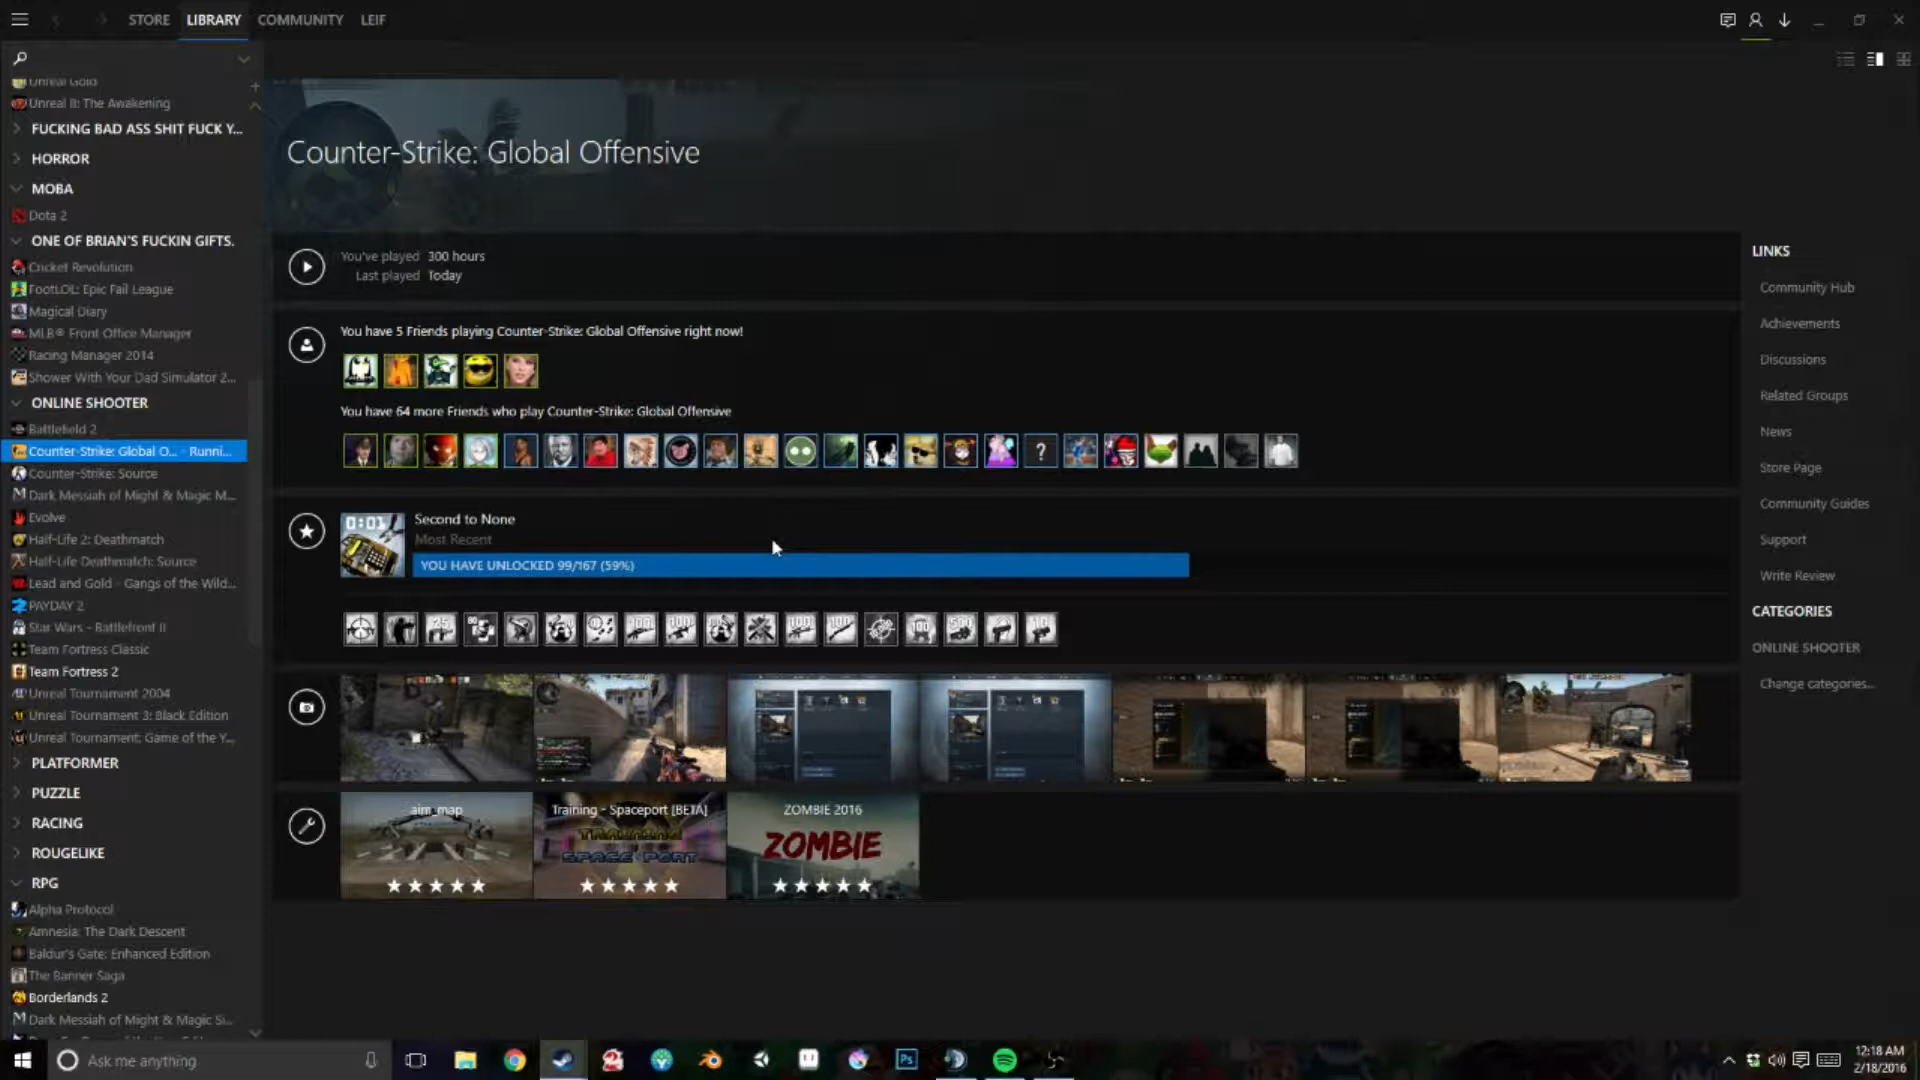 STORE LIBRARY COMMUNITY LEIF
Unreal Gold
Unreal II: The Awakening
FUCKING BAD ASS SHIT FUCK Y...
HORROR
MOBA
Dota 2
ONE OF BRIAN'S FUCKIN GIFTS.
Cricket Revolution
FootLOL: Epic Fail League
Magical Diary
MLB® Front Office Manager
Racing Manager 2014
Shower With Your Dad Simulator 2...
ONLINE SHOOTER
Battlefield 2
Counter-Strike: Global O... - Runni...
Counter-Strike: Source
Dark Messiah of Might & Magic M...
Evolve
Half-Life 2: Deathmatch
Half-Life Deathmatch: Source
Lead and Gold - Gangs of the Wild...
PAYDAY 2
Star Wars - Battlefront II
Team Fortress Classic
Team Fortress 2
Unreal Tournament 2004
Unreal Tournament 3: Black Edition
Unreal Tournament: Game of the Y...
PLATFORMER
PUZZLE
RACING
ROUGELIKE
RPG
Alpha Protocol
Amnesia: The Dark Descent
Baldur's Gate: Enhanced Edition
The Banner Saga
Borderlands 2
Dark Messiah of Might & Magic Si...
Counter-Strike: Global Offensive
You've played 300 hours
Last played Today
You have 5 Friends playing Counter-Strike: Global Offensive right now!
You have 64 more Friends who play Counter-Strike: Global Offensive
0:01
Second to None
Most Recent
YOU HAVE UNLOCKED 99/167 (59%)
aim_map
Training - Spaceport [BETA]
TRAINING
SPACE PORT
ZOMBIE 2016
ZOMBIE
LINKS
Community Hub
Achievements
Discussions
Related Groups
News
Store Page
Community Guides
Support
Write Review
CATEGORIES
ONLINE SHOOTER
Change categories...
Ask me anything
Ps
12:18 AM
2/18/2016